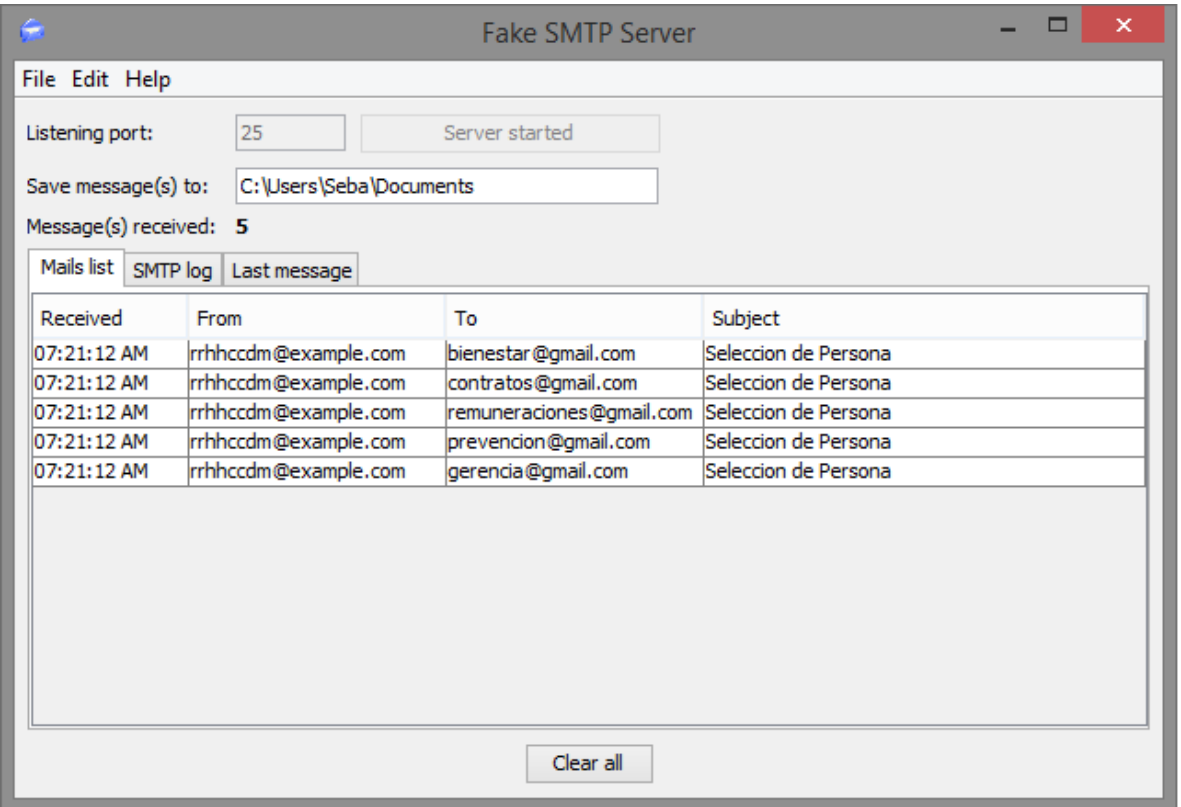 Fake SMTP Server
File Edit Help
Listening port: 25 Server started
Save message(s) to: C:\Users\Seba\Documents
Message(s) received: 5
Mails list SMTP log Last message
Received From To Subject
07:21:12 AM rrhhccdm@example.com bienestar@gmail.com Seleccion de Persona
07:21:12 AM rrhhccdm@example.com contratos@gmail.com Seleccion de Persona
07:21:12 AM rrhhccdm@example.com remuneraciones@gmail.com Seleccion de Persona
07:21:12 AM rrhhccdm@example.com prevencion@gmail.com Seleccion de Persona
07:21:12 AM rrhhccdm@example.com gerencia@gmail.com Seleccion de Persona
Clear all